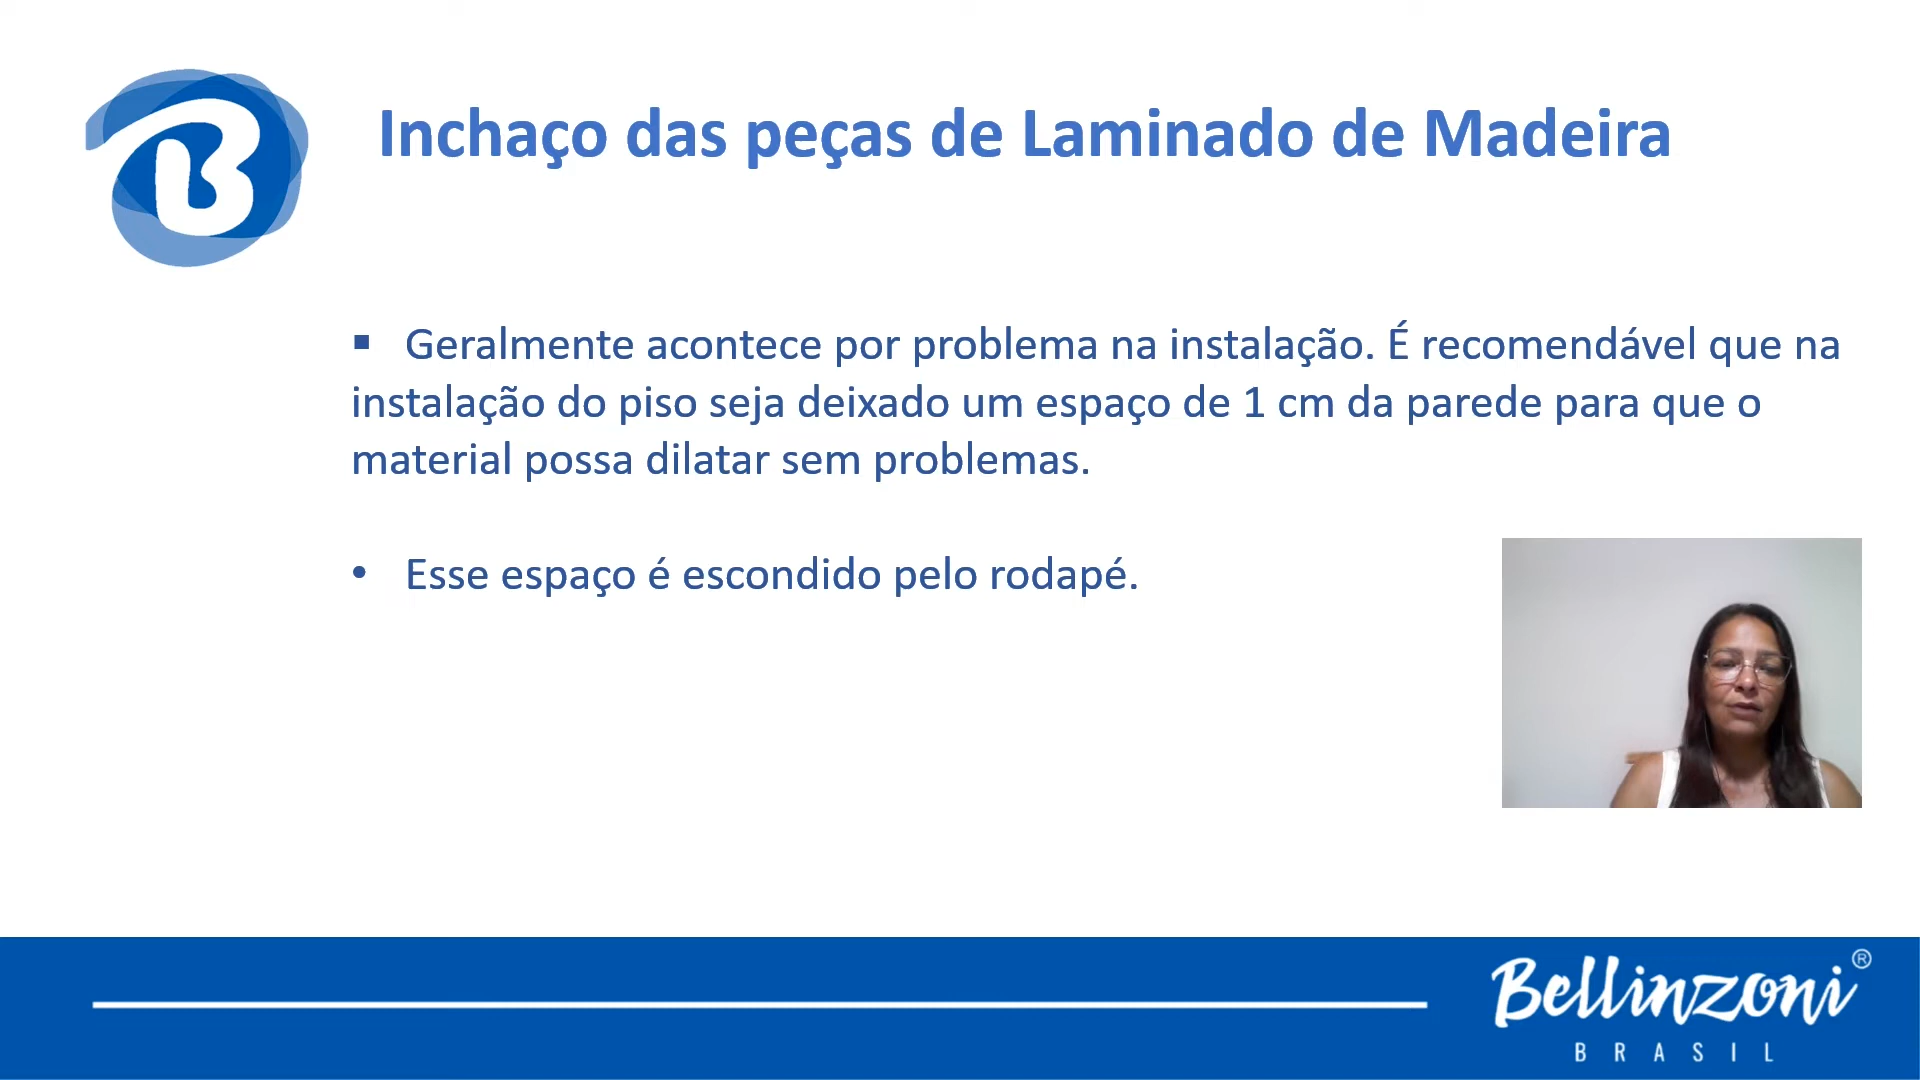 Inchaço das peças de Laminado de Madeira
▪ Geralmente acontece por problema na instalação. É recomendável que na
instalação do piso seja deixado um espaço de 1 cm da parede para que o
material possa dilatar sem problemas.
• Esse espaço é escondido pelo rodapé.
Bellinzoni®
BRASIL